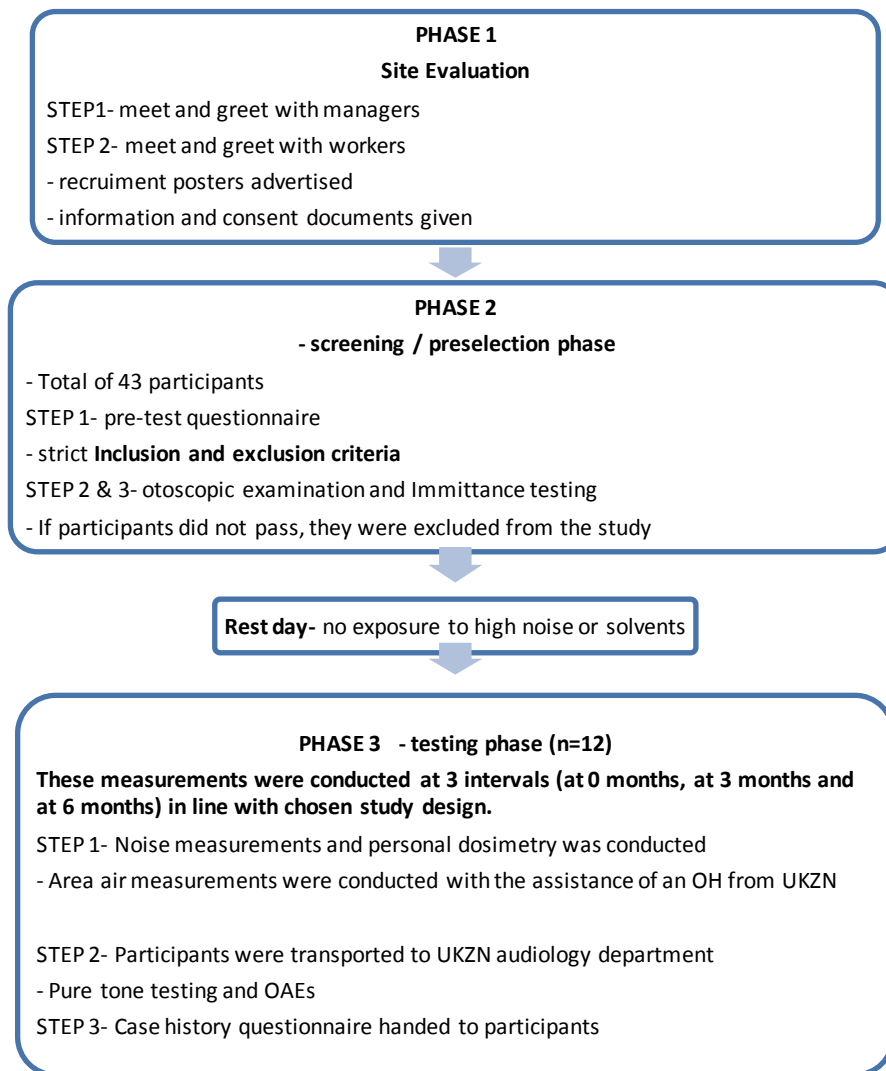 PHASE 1
Site Evaluation
STEP1- meet and greet with managers
STEP 2- meet and greet with workers
- recruiment posters advertised
- information and consent documents given
PHASE 2
- screening / preselection phase
- Total of 43 participants
STEP 1- pre-test questionnaire
- strict Inclusion and exclusion criteria
STEP 2 & 3- otoscopic examination and Immittance testing
- If participants did not pass, they were excluded from the study
Rest day- no exposure to high noise or solvents
PHASE 3 - testing phase (n=12)
These measurements were conducted at 3 intervals (at 0 months, at 3 months and
at 6 months) in line with chosen study design.
STEP 1- Noise measurements and personal dosimetry was conducted
- Area air measurements were conducted with the assistance of an OH from UKZN
STEP 2- Participants were transported to UKZN audiology department
- Pure tone testing and OAEs
STEP 3- Case history questionnaire handed to participants